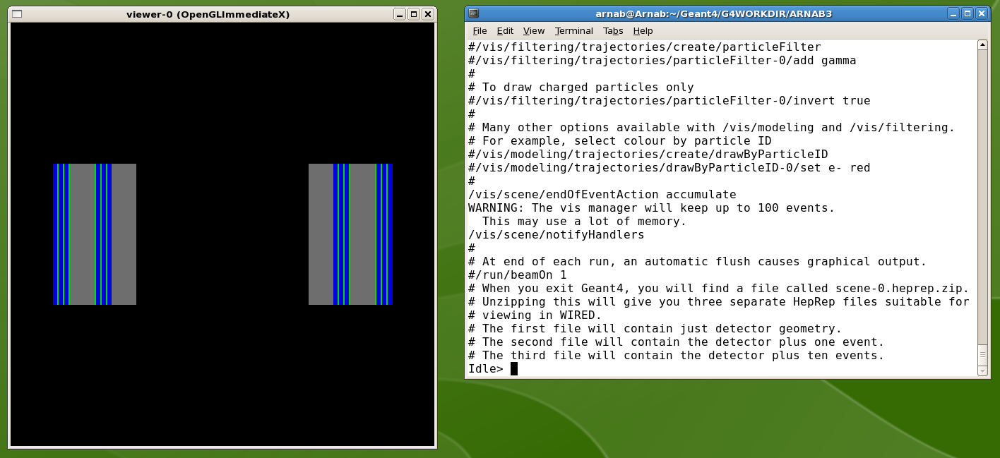 viewer-0 (OpenGLImmediateX)
arnab@Arnab:~/Geant4/G4WORKDIR/ARNAB3
File Edit View Terminal Tabs Help
#/vis/filtering/trajectories/create/particleFilter
#/vis/filtering/trajectories/particleFilter-0/add gamma
#
# To draw charged particles only
#/vis/filtering/trajectories/particleFilter-0/invert true
#
# Many other options available with /vis/modeling and /vis/filtering.
# For example, select colour by particle ID
#/vis/modeling/trajectories/create/drawByParticleID
#/vis/modeling/trajectories/drawByParticleID-0/set e- red
#
/vis/scene/endOfEventAction accumulate
WARNING: The vis manager will keep up to 100 events.
  This may use a lot of memory.
/vis/scene/notifyHandlers
#
# At end of each run, an automatic flush causes graphical output.
#/run/beamOn 1
# When you exit Geant4, you will find a file called scene-0.heprep.zip.
# Unzipping this will give you three separate HepRep files suitable for
# viewing in WIRED.
# The first file will contain just detector geometry.
# The second file will contain the detector plus one event.
# The third file will contain the detector plus ten events.
Idle>